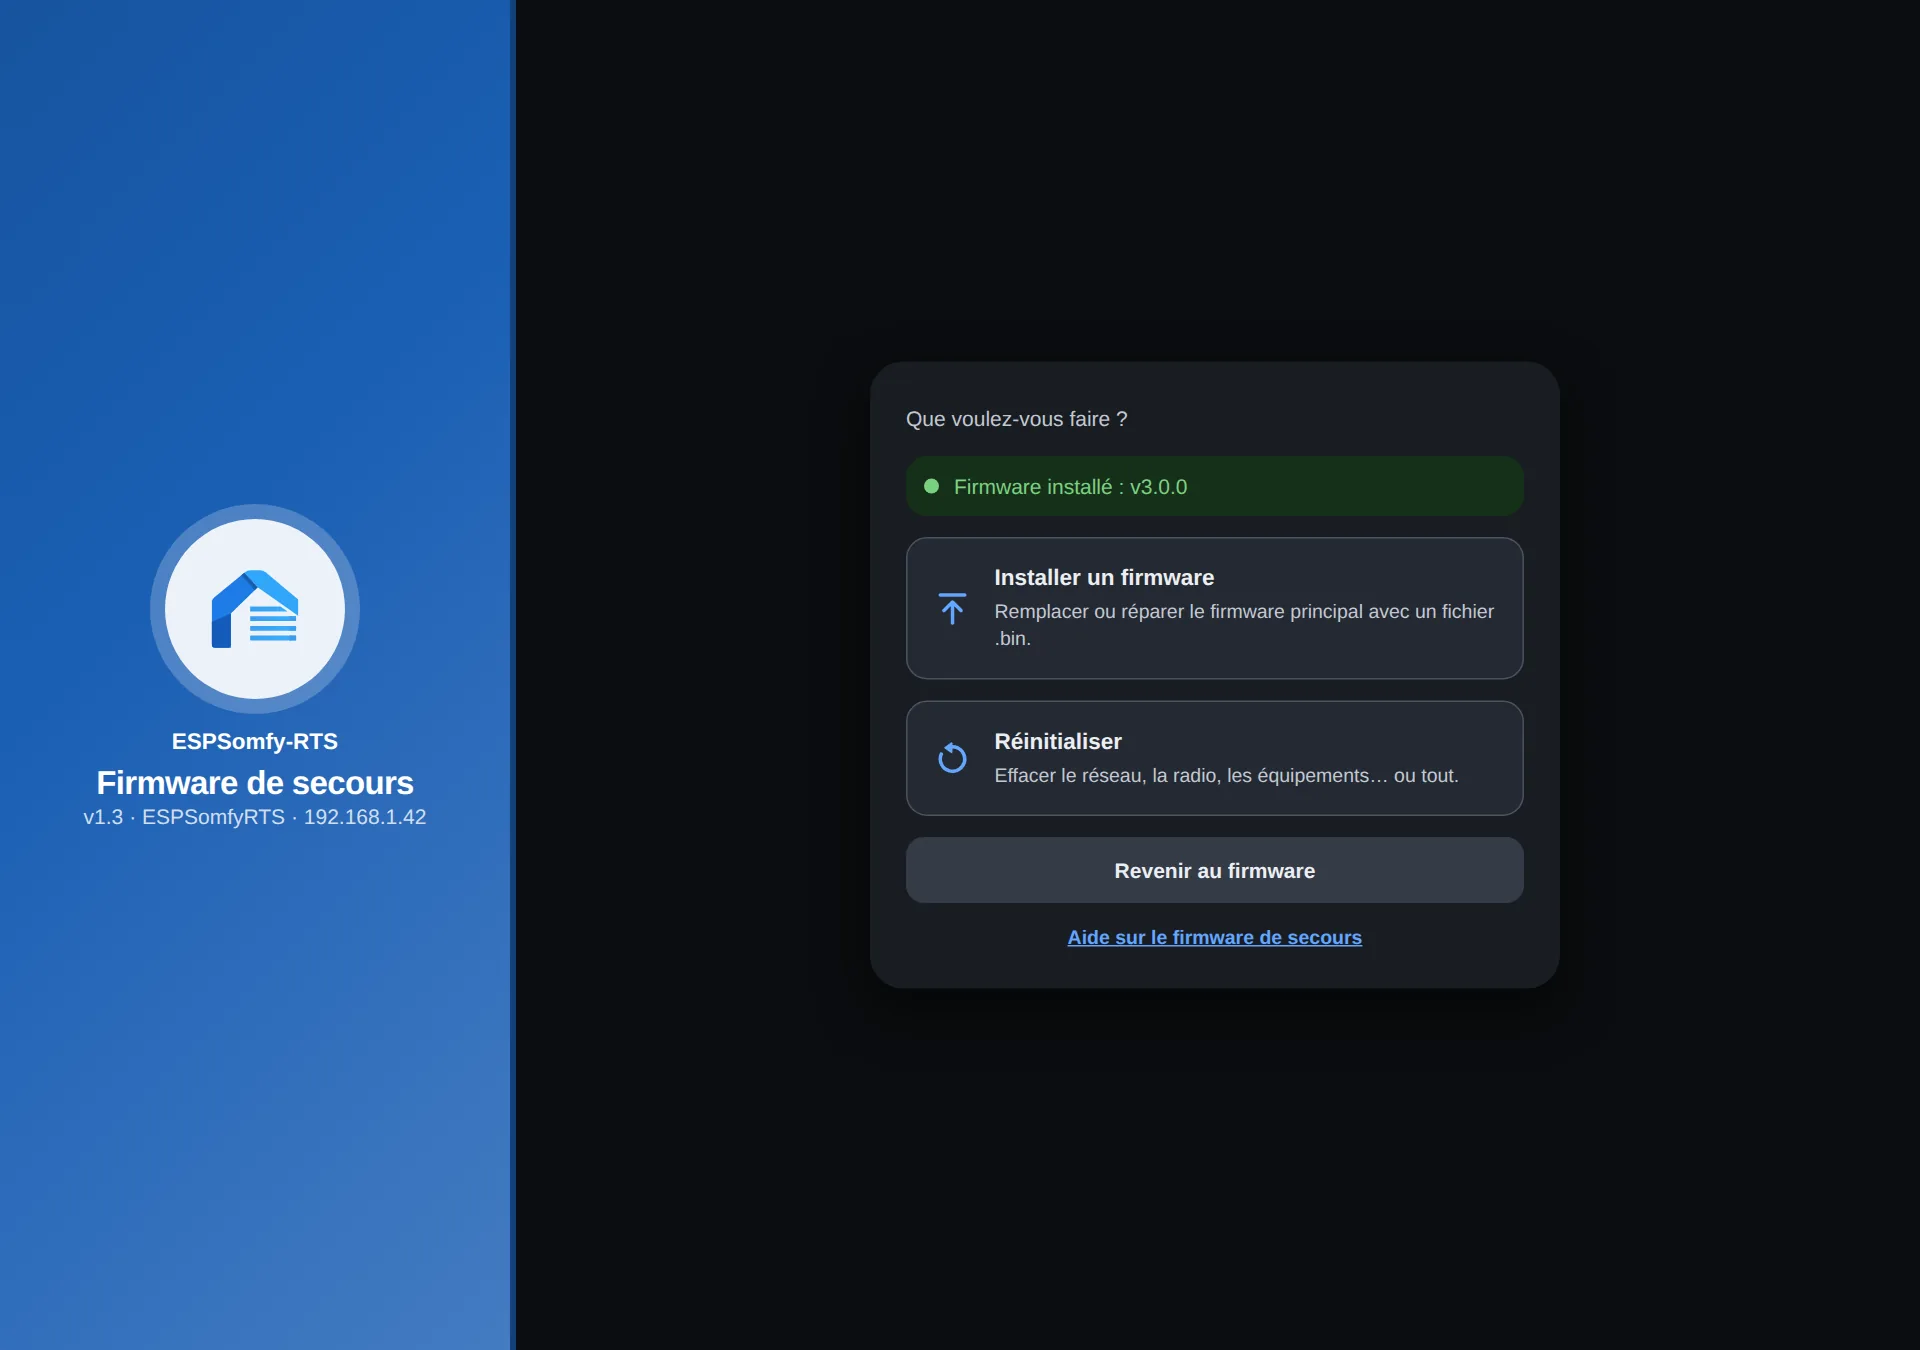 ESPSomfy-RTS
Firmware de secours
v1.3 · ESPSomfyRTS · 192.168.1.42
Que voulez-vous faire ?
Firmware installé : v3.0.0
Installer un firmware
Remplacer ou réparer le firmware principal avec un fichier
.bin.
Réinitialiser
Effacer le réseau, la radio, les équipements… ou tout.
Revenir au firmware
Aide sur le firmware de secours